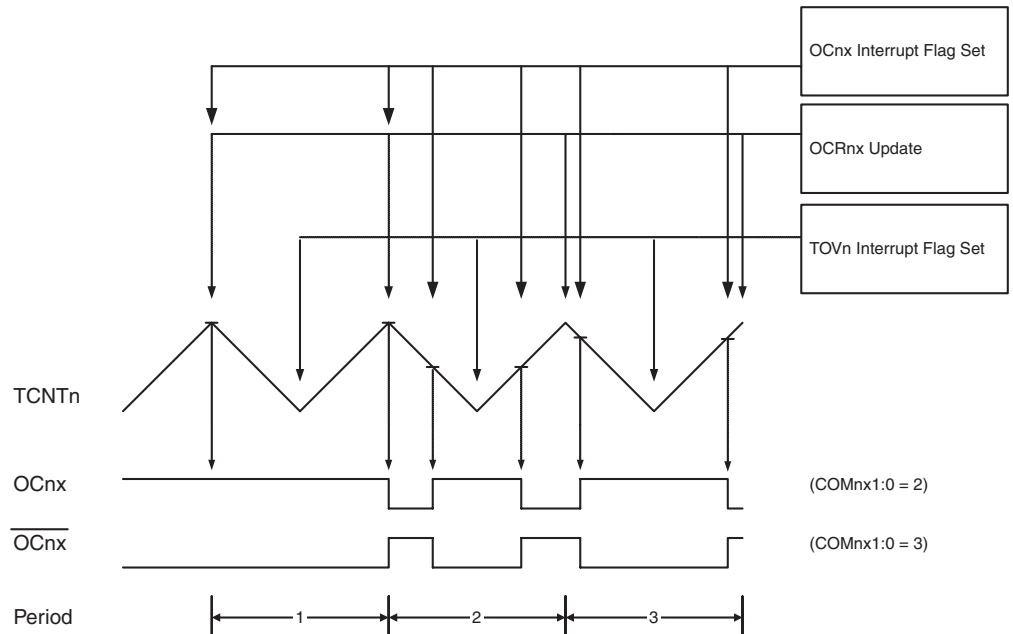 OCnx Interrupt Flag Set
OCRnx Update
TOVn Interrupt Flag Set
TCNTn
OCnx
(COMnx1:0 = 2)
OCnx
(COMnx1:0 = 3)
Period
1
2
3